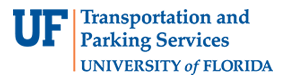 UF
Transportation and
Parking Services
UNIVERSITY of FLORIDA